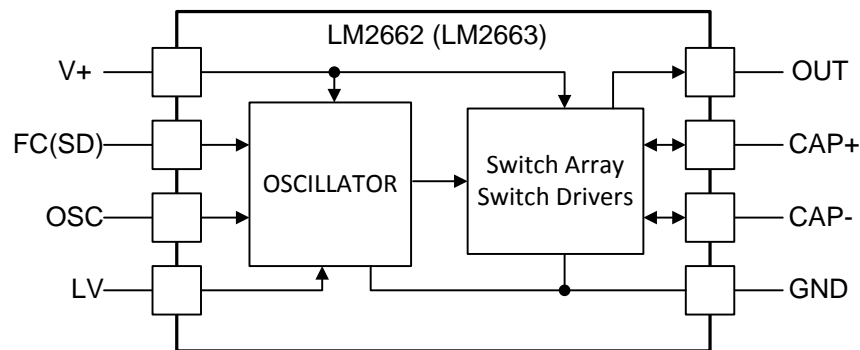 LM2662 (LM2663)
V+
OUT
FC(SD)
CAP+
OSCILLATOR
Switch Array
Switch Drivers
OSC
CAP-
LV
GND